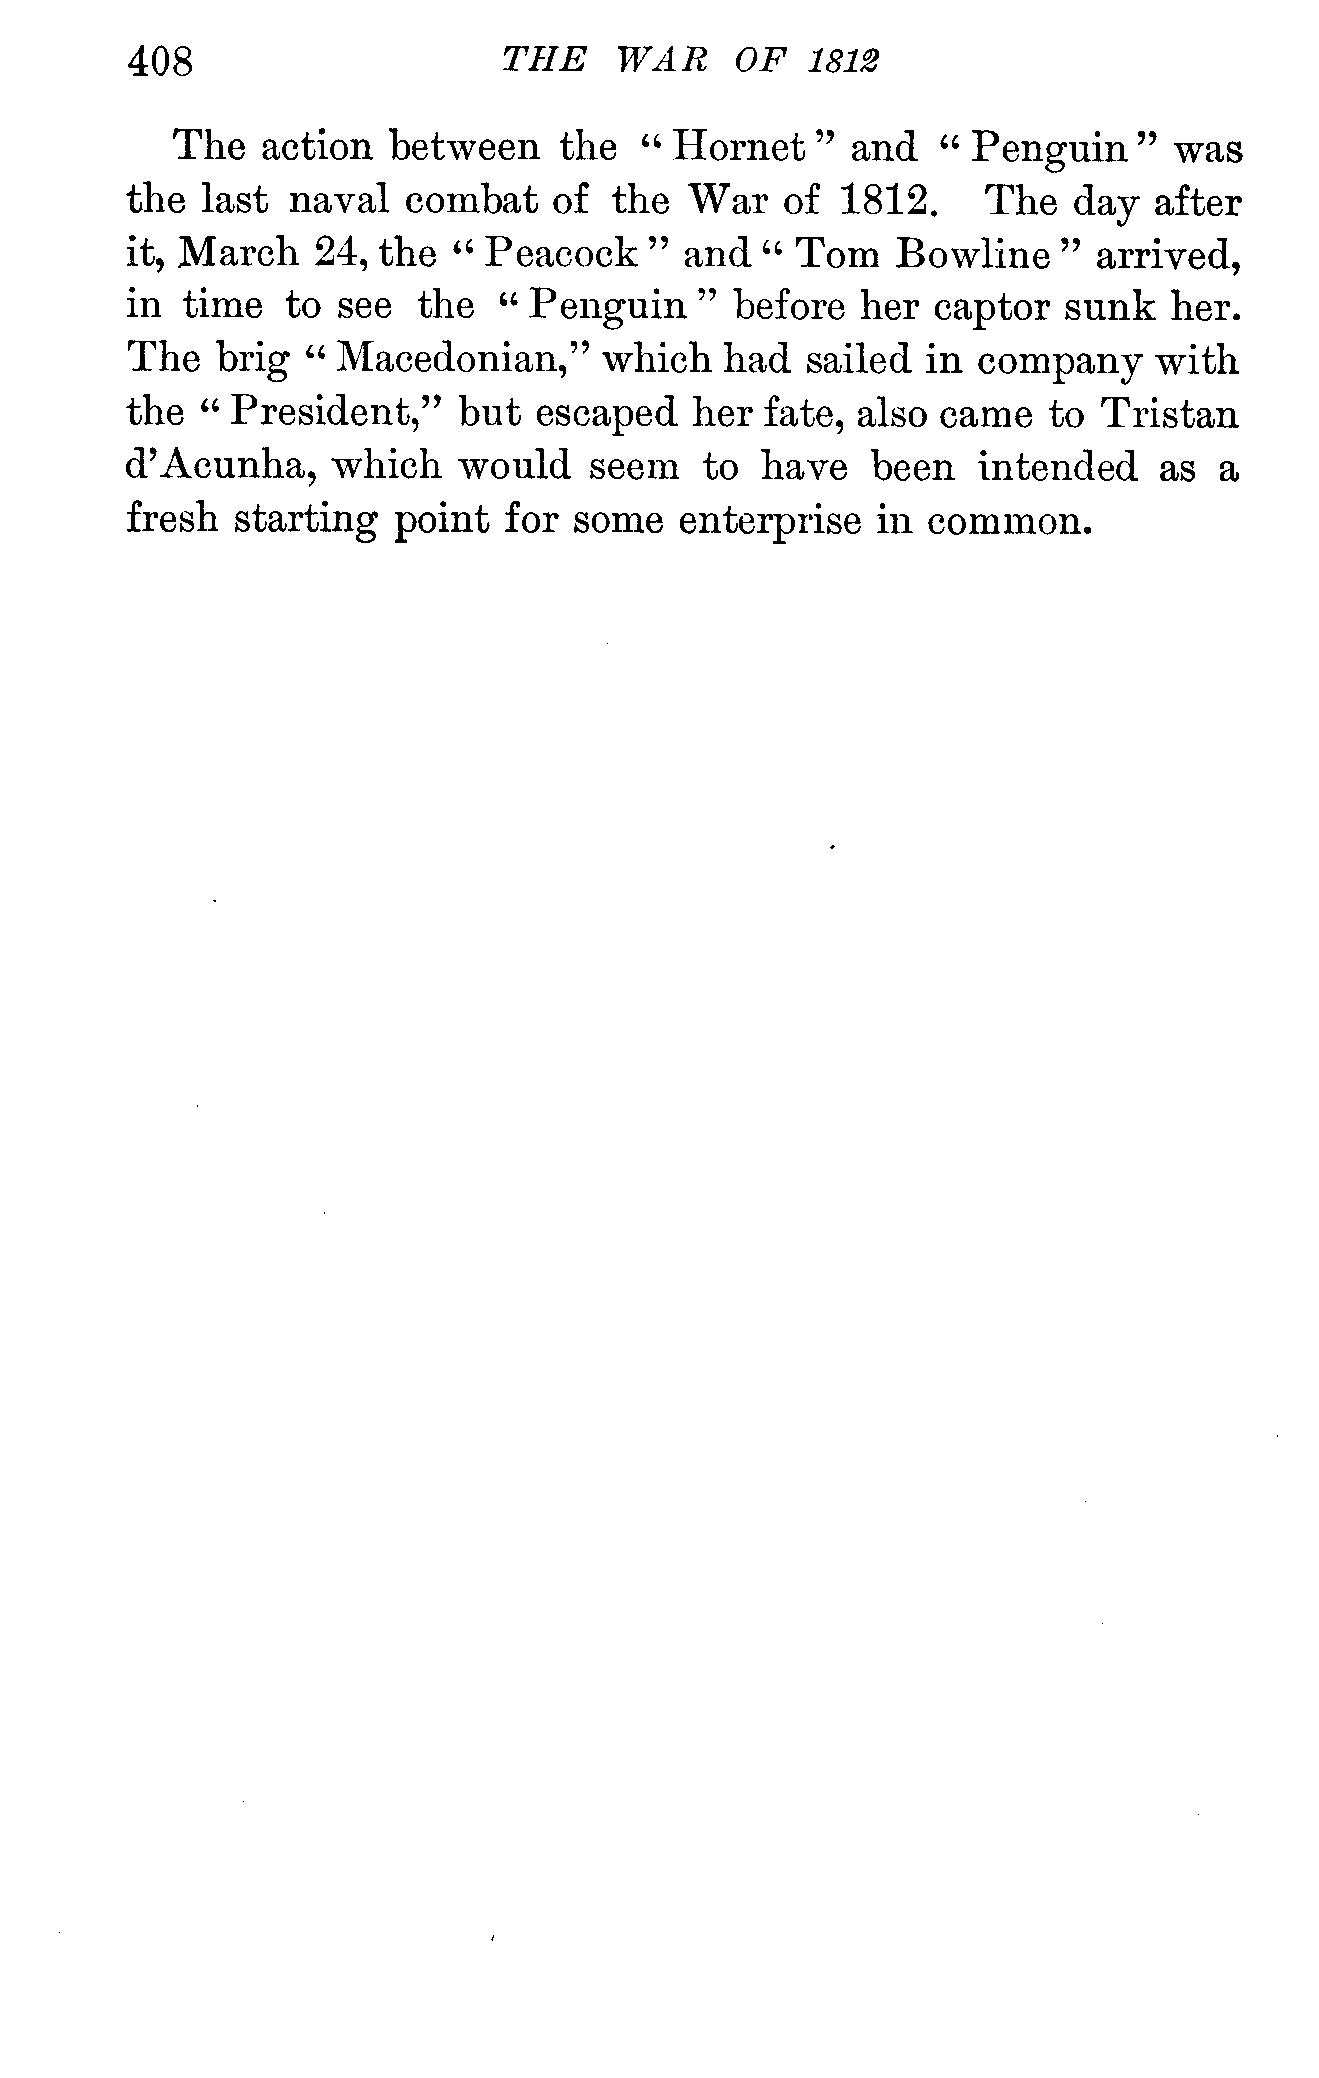 408 THE WAR OF 1812
The action between the “Hornet” and “Penguin” was
the last naval combat of the War of 1812. The day after
it, March 24, the “Peacock” and “Tom Bowline” arrived,
in time to see the “Penguin” before her captor sunk her.
The brig “Macedonian,” which had sailed in company with
the “President,” but escaped her fate, also came to Tristan
d’Acunha, which would seem to have been intended as a
fresh starting point for some enterprise in common.